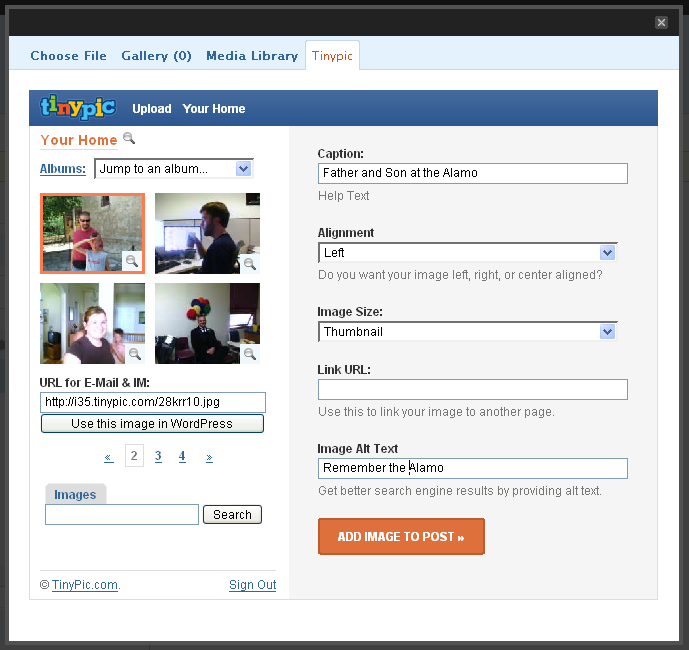 Choose File Gallery (0) Media Library Tinypic
tinypic Upload Your Home
Your Home
Albums: Jump to an album...
URL for E-Mail & IM:
http://i35.tinypic.com/28krr10.jpg
Use this image in WordPress
« 2 3 4 »
Images
Search
© TinyPic.com. Sign Out
Caption:
Father and Son at the Alamo
Help Text
Alignment
Left
Do you want your image left, right, or center aligned?
Image Size:
Thumbnail
Link URL:
Use this to link your image to another page.
Image Alt Text
Remember the Alamo
Get better search engine results by providing alt text.
ADD IMAGE TO POST »